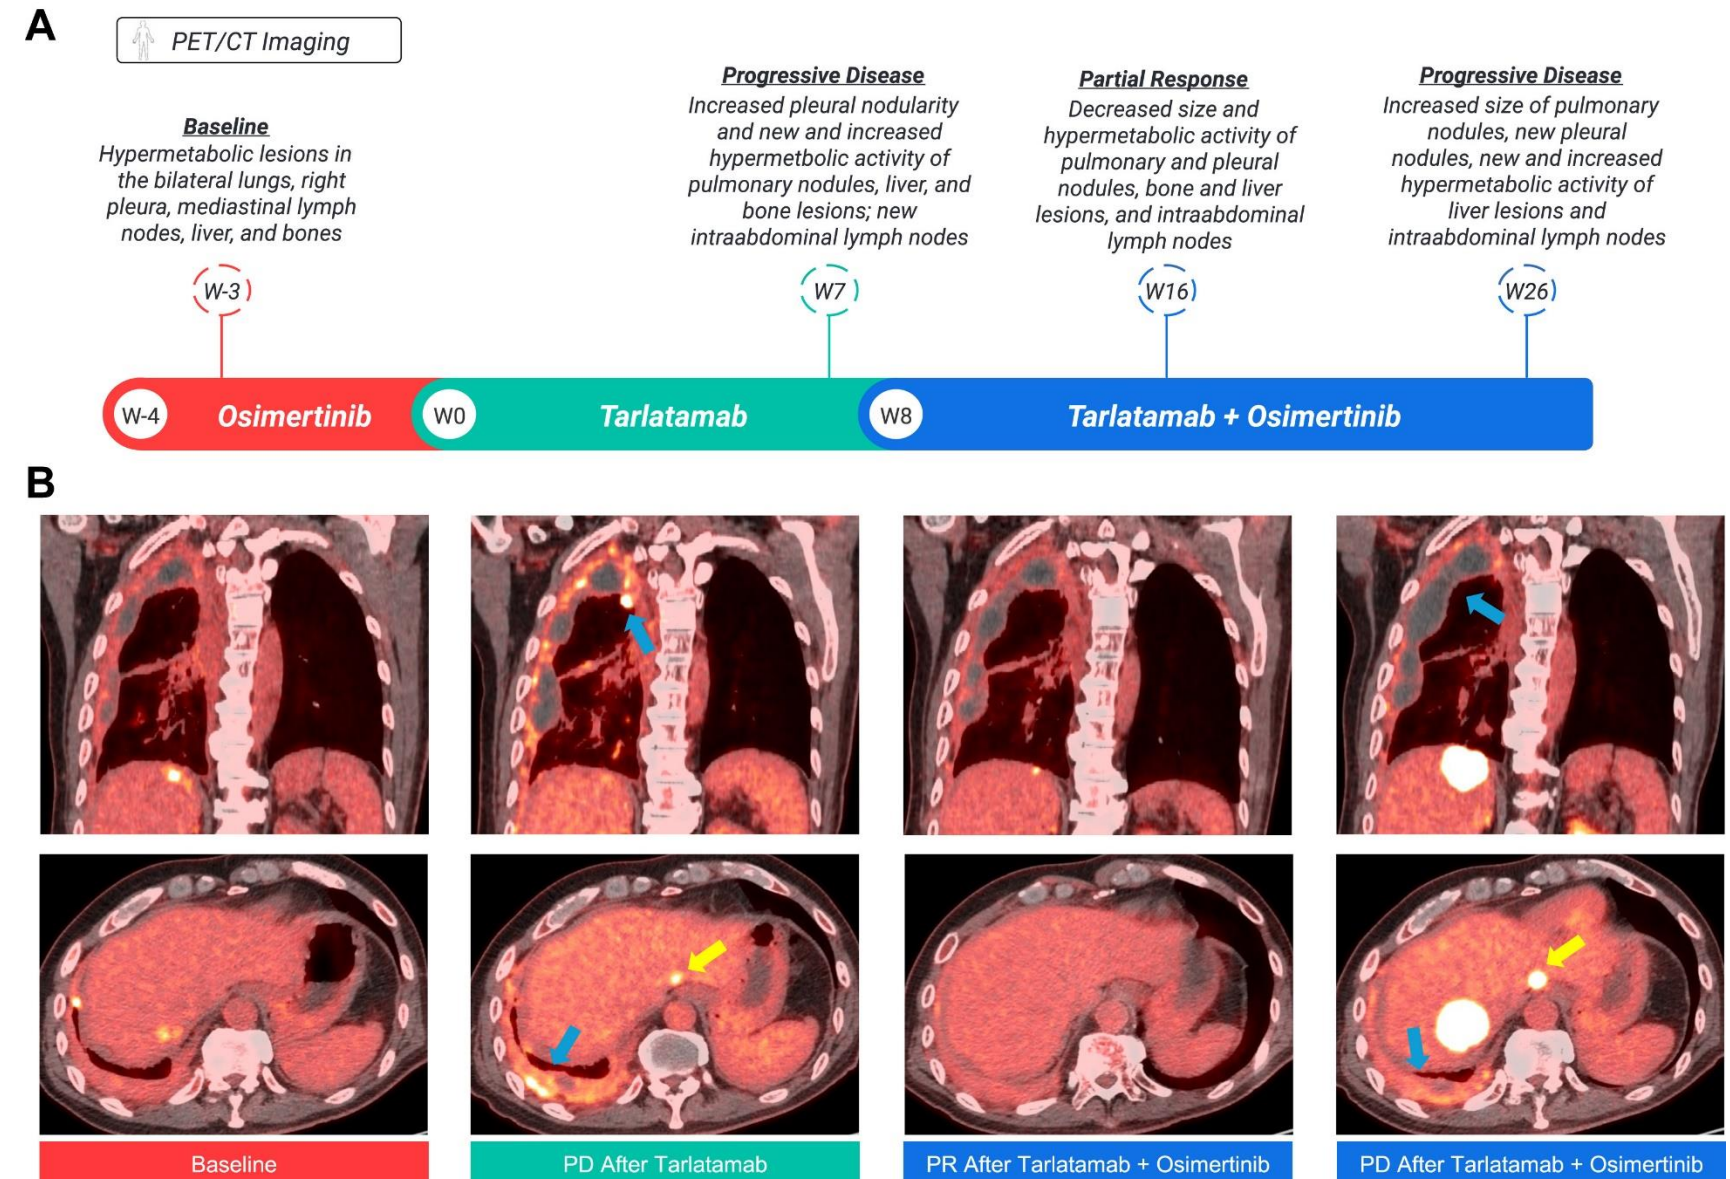 A
PET/CT Imaging
Baseline
Hypermetabolic lesions in
the bilateral lungs, right
pleura, mediastinal lymph
nodes, liver, and bones
Progressive Disease
Increased pleural nodularity
and new and increased
hypermetbolic activity of
pulmonary nodules, liver, and
bone lesions; new
intraabdominal lymph nodes
Partial Response
Decreased size and
hypermetabolic activity of
pulmonary and pleural
nodules, bone and liver
lesions, and intraabdominal
lymph nodes
Progressive Disease
Increased size of pulmonary
nodules, new pleural
nodules, new and increased
hypermetabolic activity of
liver lesions and
intraabdominal lymph nodes
W-3
W7
W16
W26
W-4
Osimertinib
W0
Tarlatamab
W8
Tarlatamab + Osimertinib
B
Baseline
PD After Tarlatamab
PR After Tarlatamab + Osimertinib
PD After Tarlatamab + Osimertinib